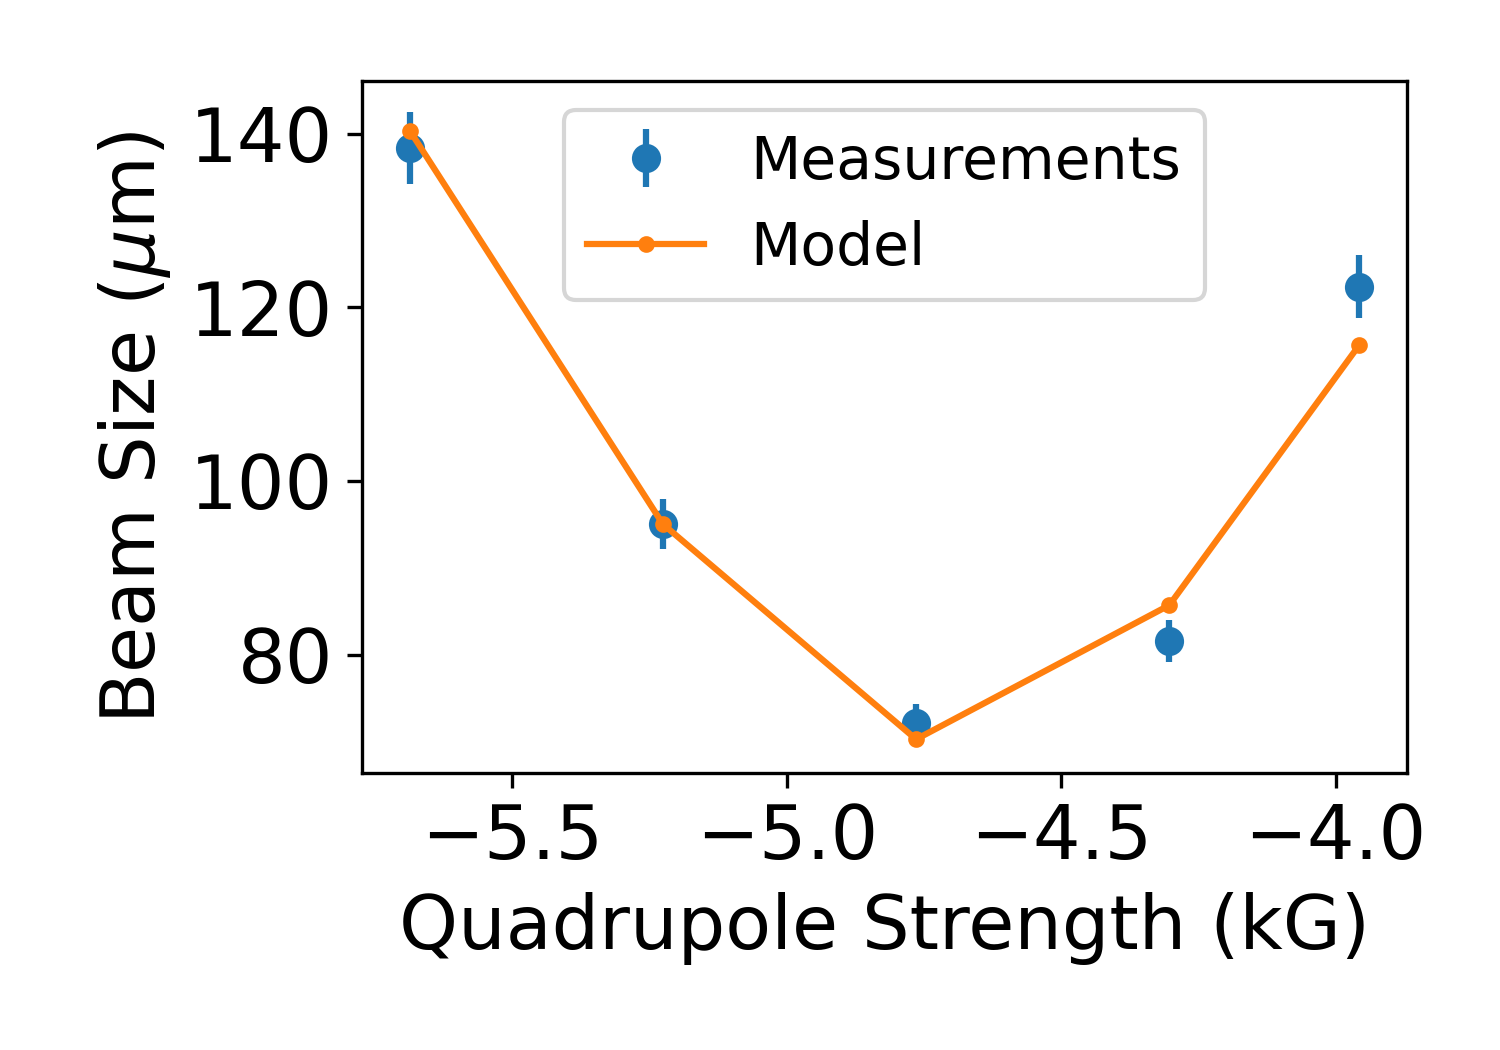 Beam Size (μm)
140
120
100
80
Measurements
Model
−5.5 −5.0 −4.5 −4.0
Quadrupole Strength (kG)